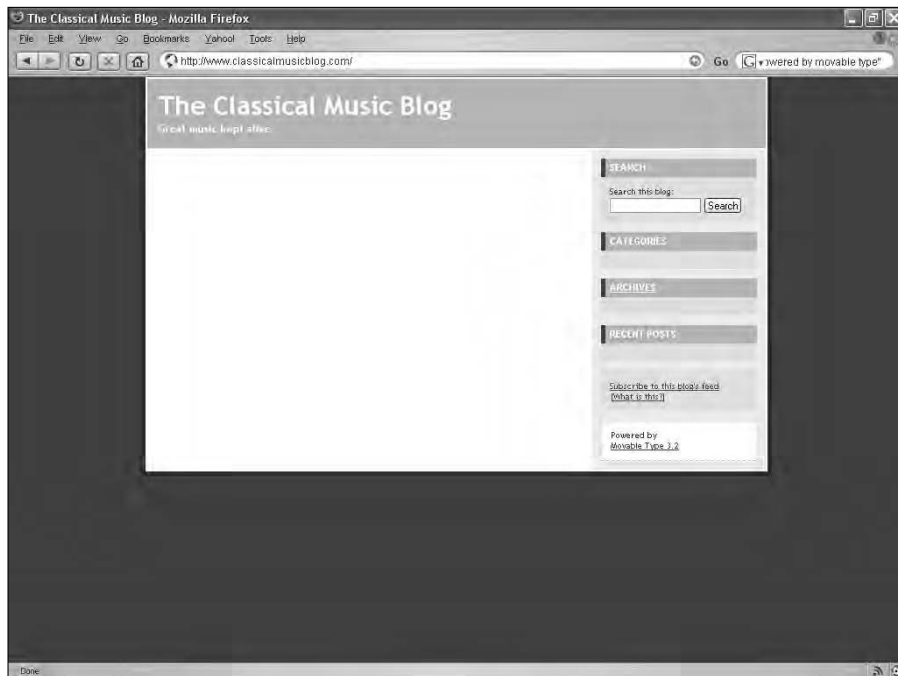 The Classical Music Blog - Mozilla Firefox
File Edit View Go Bookmarks Yahoo! Tools Help
http://www.classicalmusicblog.com/
Go
G
wered by movable type"
The Classical Music Blog
Great music kept alive.
SEARCH
Search this blog:
Search
CATEGORIES
ARCHIVES
RECENT POSTS
Subscribe to this blog's feed
[What is this?]
Powered by
Movable Type 3.2
Done